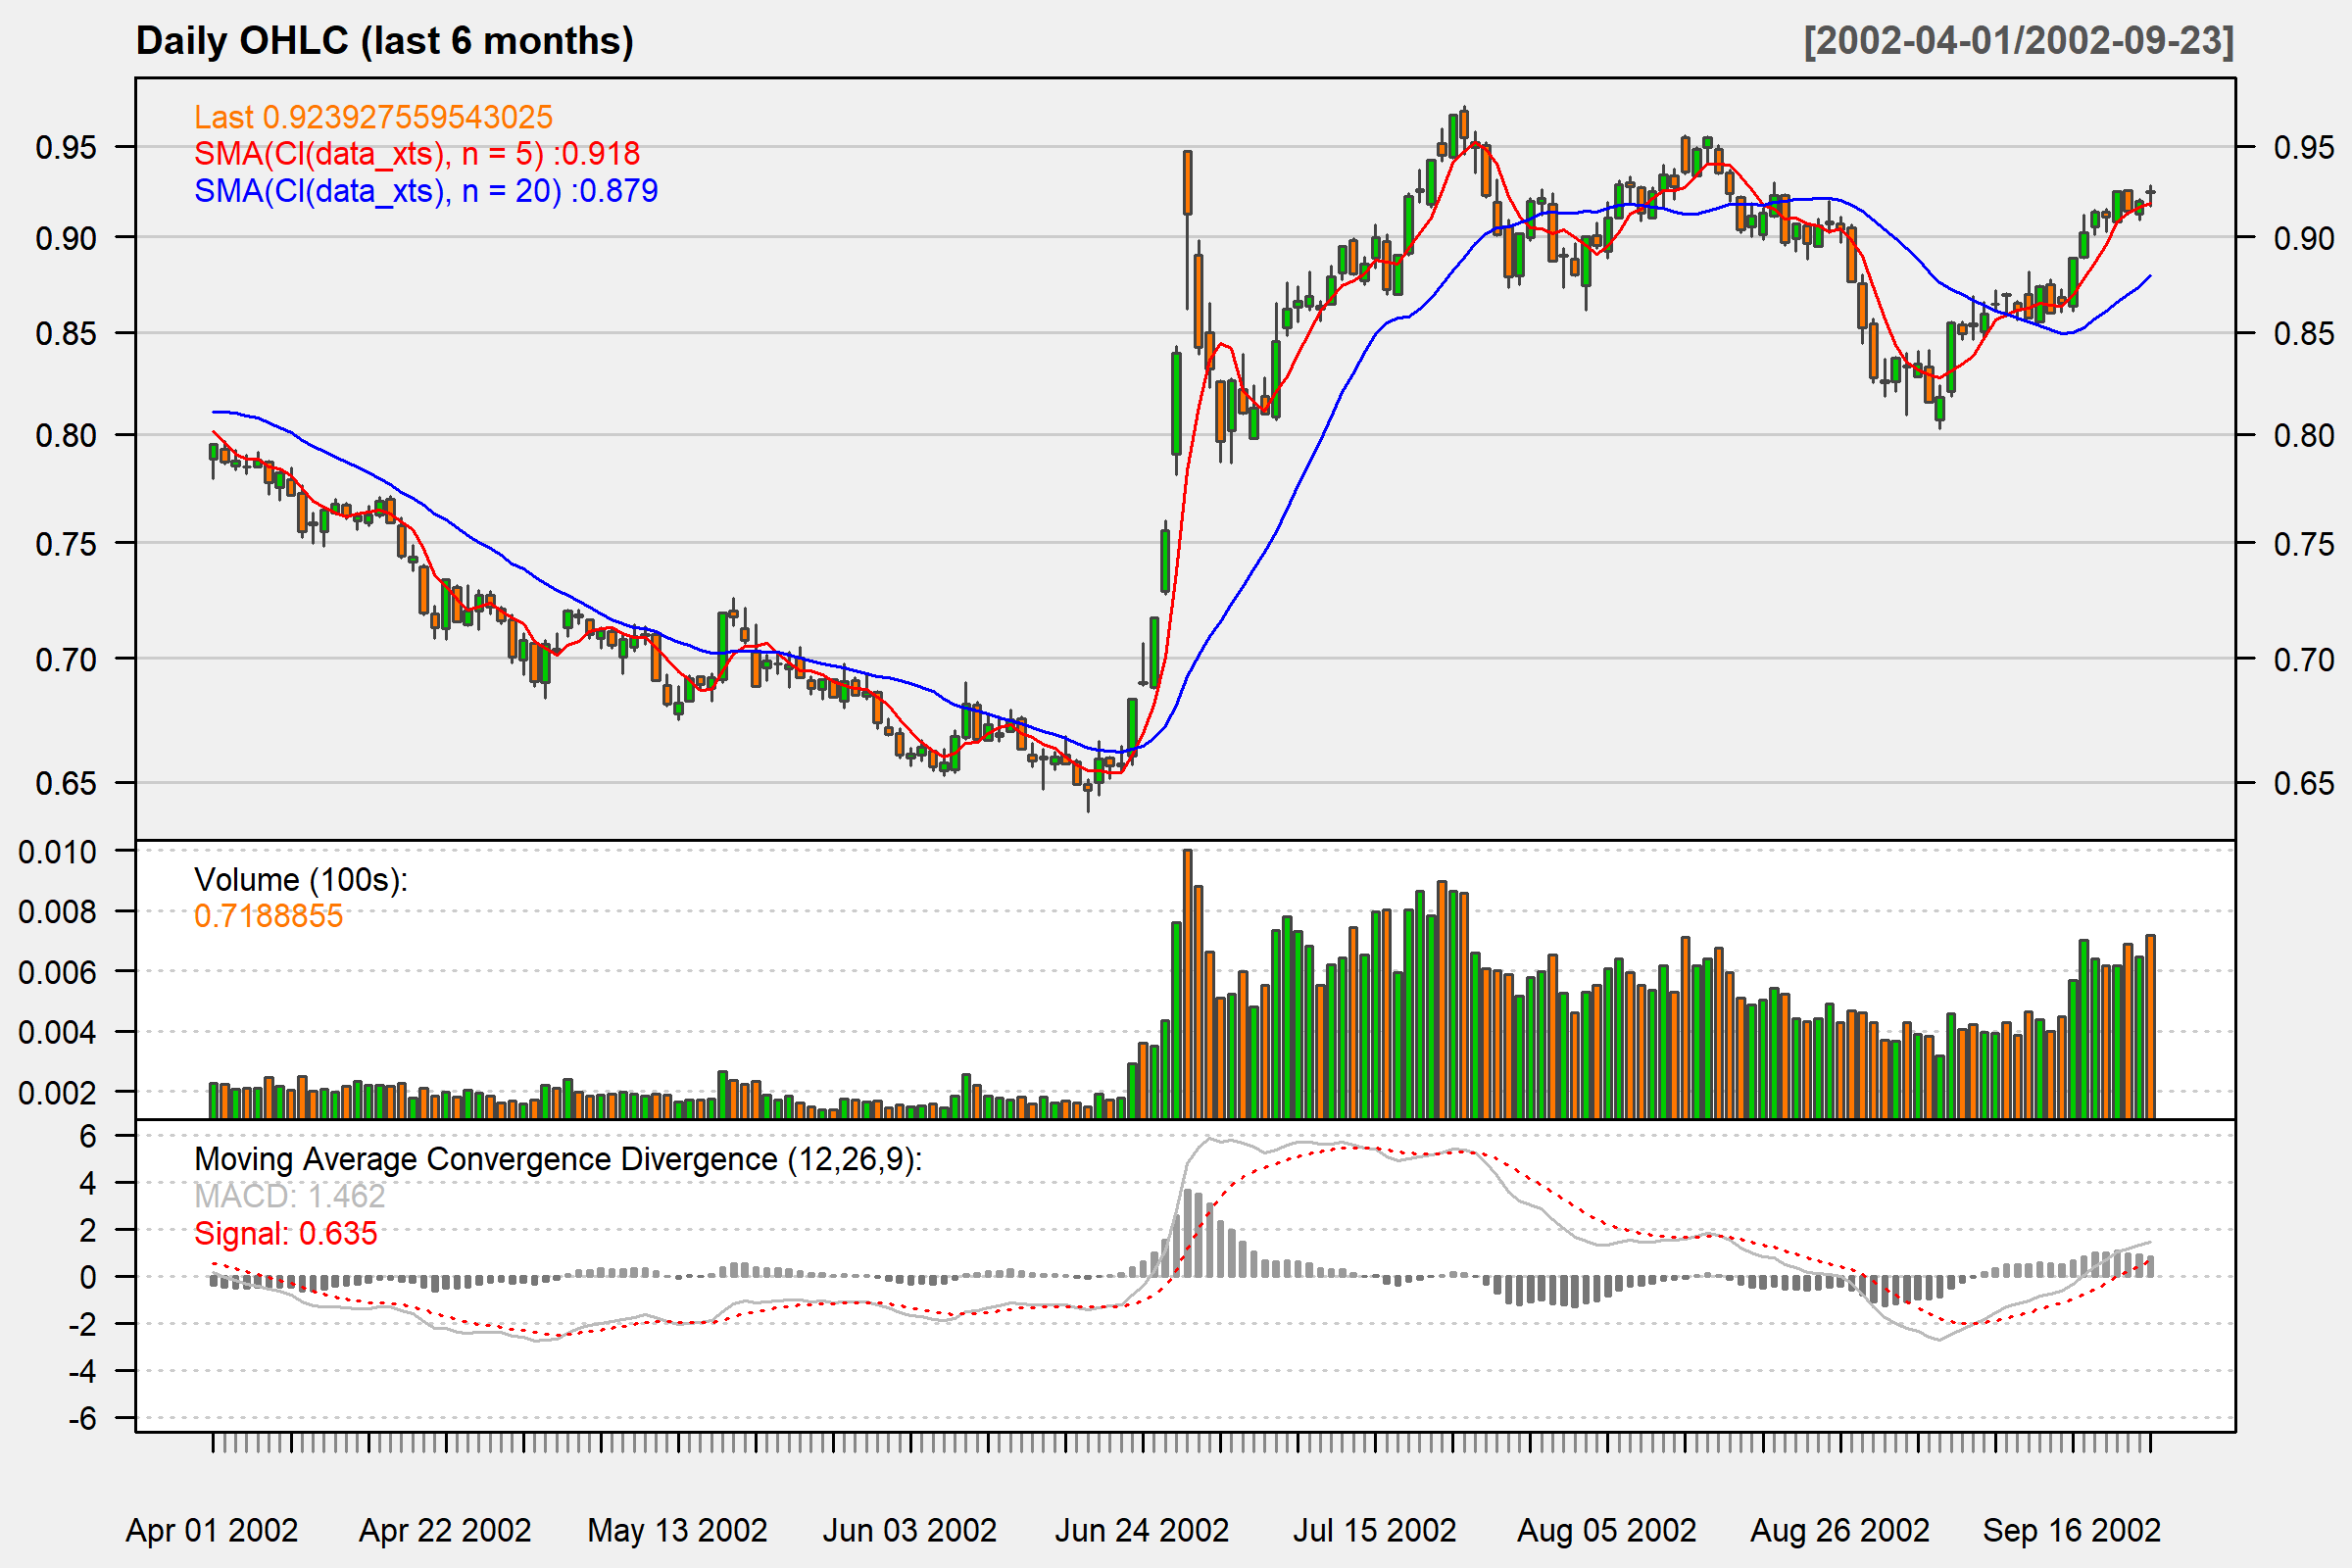 Daily OHLC (last 6 months) [2002-04-01/2002-09-23]
Last 0.923927559543025
SMA(Cl(data_xts), n = 5) :0.918
SMA(Cl(data_xts), n = 20) :0.879
0.95 0.95
0.90 0.90
0.85 0.85
0.80 0.80
0.75 0.75
0.70 0.70
0.65 0.65
0.010
Volume (100s):
0.7188855
0.008
0.006
0.004
0.002
6
Moving Average Convergence Divergence (12,26,9):
4
MACD: 1.462
2
Signal: 0.635
0
-2
-4
-6
Apr 01 2002 Apr 22 2002 May 13 2002 Jun 03 2002 Jun 24 2002 Jul 15 2002 Aug 05 2002 Aug 26 2002 Sep 16 2002